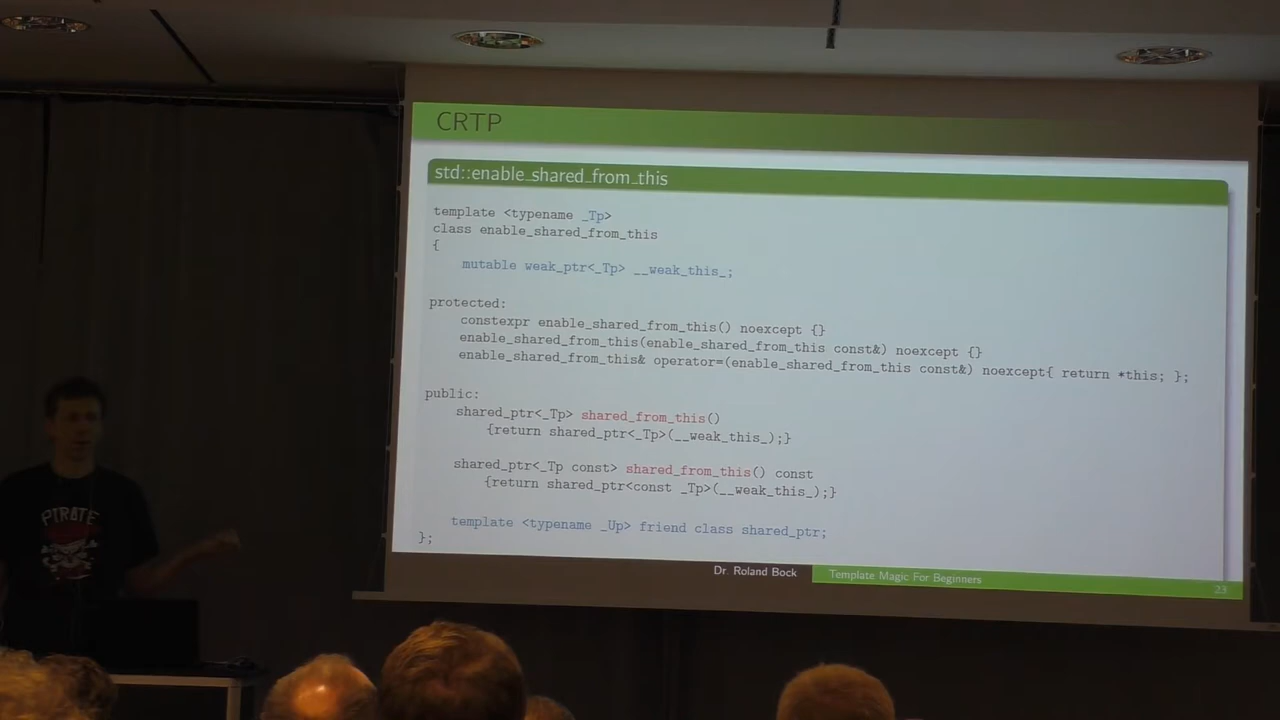 CRTP
std::enable_shared_from_this
template <typename _Tp>
class enable_shared_from_this
{
mutable weak_ptr<_Tp> __weak_this_;
protected:
constexpr enable_shared_from_this() noexcept {}
enable_shared_from_this(enable_shared_from_this const&) noexcept {}
enable_shared_from_this& operator=(enable_shared_from_this const&) noexcept{ return *this; };
public:
shared_ptr<_Tp> shared_from_this()
{return shared_ptr<_Tp>(__weak_this_);}
shared_ptr<_Tp const> shared_from_this() const
{return shared_ptr<const _Tp>(__weak_this_);}
template <typename _Up> friend class shared_ptr;
};
Dr. Roland Bock
Template Magic For Beginners
23
PIRATE